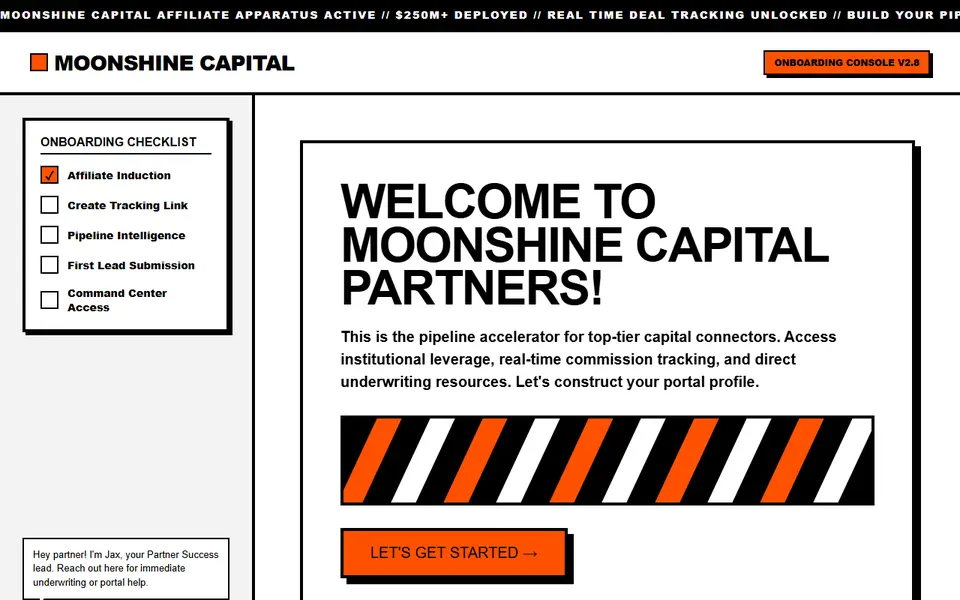 MOONSHINE CAPITAL AFFILIATE APPARATUS ACTIVE // $250M+ DEPLOYED // REAL TIME DEAL TRACKING UNLOCKED // BUILD YOUR
MOONSHINE CAPITAL
ONBOARDING CONSOLE V2.8
ONBOARDING CHECKLIST
Affiliate Induction
Create Tracking Link
Pipeline Intelligence
First Lead Submission
Command Center
Access
Hey partner! I'm Jax, your Partner Success
lead. Reach out here for immediate
underwriting or portal help.
WELCOME TO
MOONSHINE CAPITAL
PARTNERS!
This is the pipeline accelerator for top-tier capital connectors. Access
institutional leverage, real-time commission tracking, and direct
underwriting resources. Let's construct your portal profile.
LET'S GET STARTED →